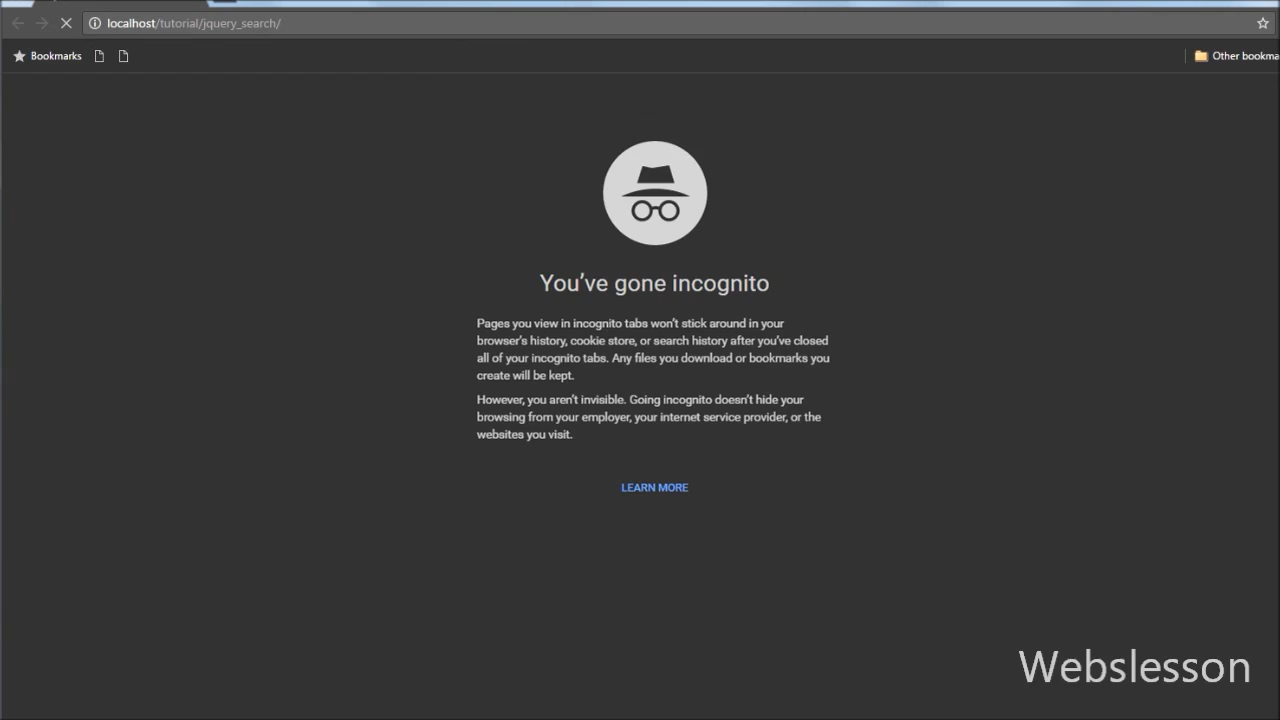 localhost/tutorial/jquery_search/
Bookmarks
Other bookma
You've gone incognito
Pages you view in incognito tabs won't stick around in your
browser's history, cookie store, or search history after you've closed
all of your incognito tabs. Any files you download or bookmarks you
create will be kept.
However, you aren't invisible. Going incognito doesn't hide your
browsing from your employer, your internet service provider, or the
websites you visit.
LEARN MORE
Webslesson